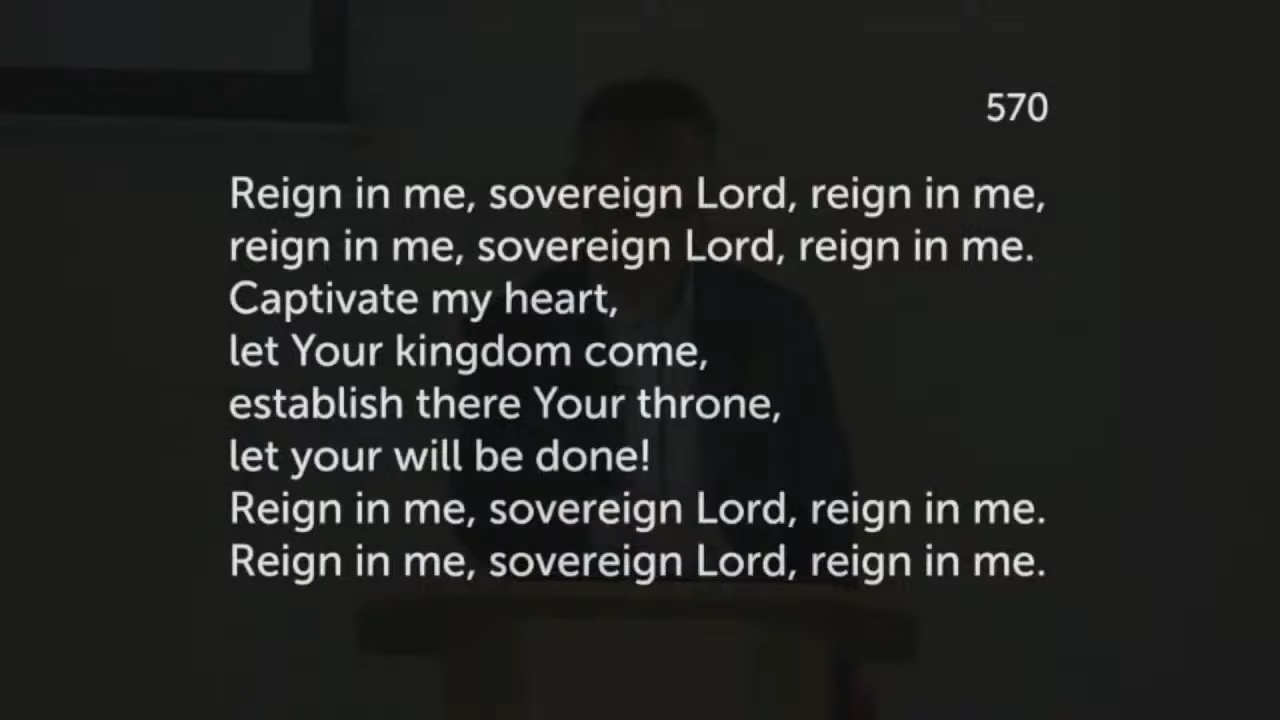 570
Reign in me, sovereign Lord, reign in me,
reign in me, sovereign Lord, reign in me.
Captivate my heart,
let Your kingdom come,
establish there Your throne,
let your will be done!
Reign in me, sovereign Lord, reign in me.
Reign in me, sovereign Lord, reign in me.